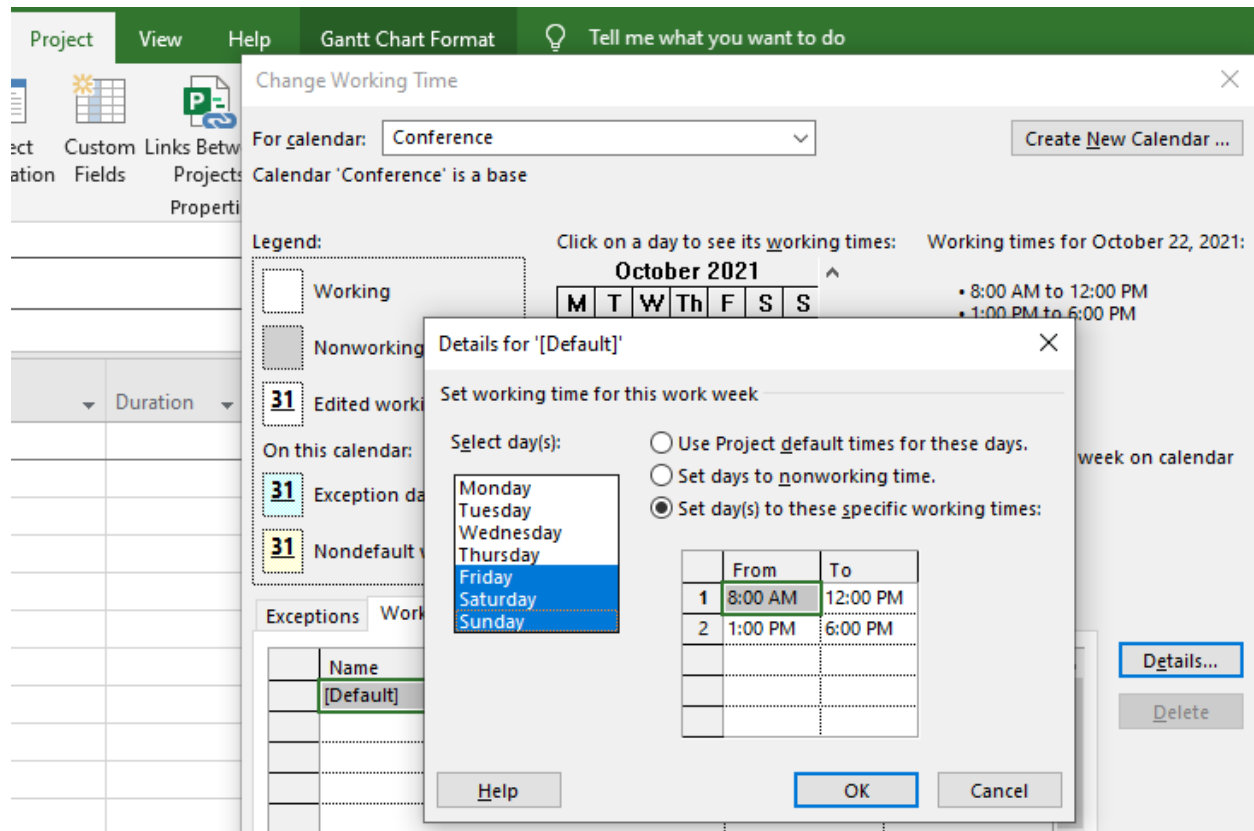 Project View Help Gantt Chart Format Tell me what you want to do
Change Working Time
For calendar: Conference Create New Calendar ...
Custom Links Betw
Fields Projects
Calendar 'Conference' is a base
Properti
Legend: Click on a day to see its working times: Working times for October 22, 2021:
October 2021
Working
M T W Th F S S
• 8:00 AM to 12:00 PM
• 1:00 PM to 6:00 PM
Nonworking
Details for '[Default]'
Duration
31 Edited worki
Set working time for this work week
On this calendar:
Select day(s):
Use Project default times for these days.
week on calendar
Set days to nonworking time.
Set day(s) to these specific working times:
31 Exception da
31 Nondefault
Monday
Tuesday
Wednesday
Thursday
Friday
Saturday
Sunday
From To
1 8:00 AM 12:00 PM
2 1:00 PM 6:00 PM
Exceptions Work
Name
[Default]
Details...
Delete
Help OK Cancel